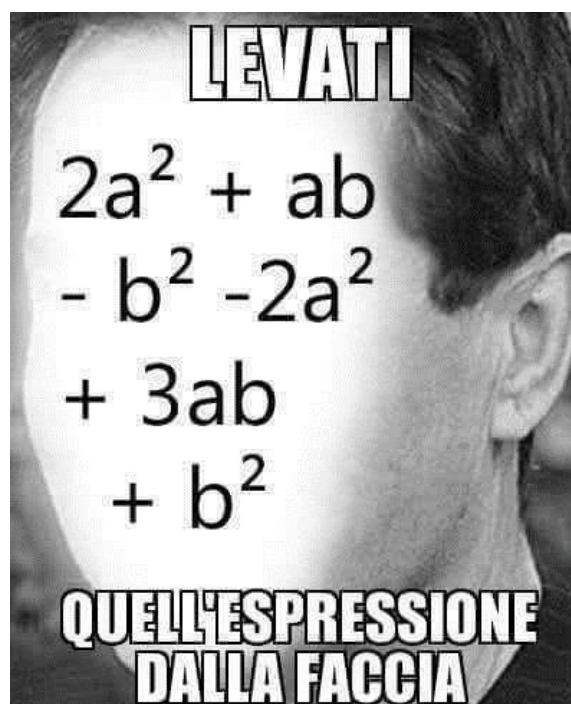 LEVATI
2a² + ab
- b² -2a²
+ 3ab
+ b²
QUELL'ESPRESSIONE
DALLA FACCIA